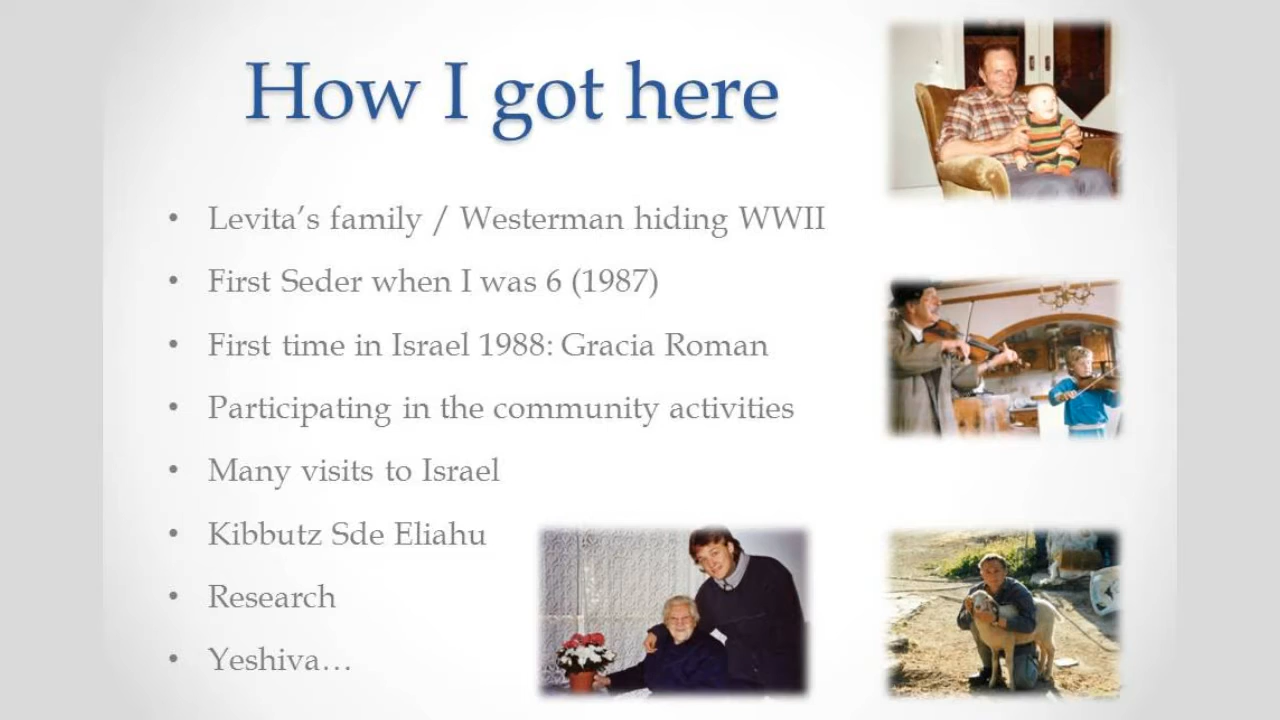 How I got here
• Levita’s family / Westerman hiding WWII
• First Seder when I was 6 (1987)
• First time in Israel 1988: Gracia Roman
• Participating in the community activities
• Many visits to Israel
• Kibbutz Sde Eliahu
• Research
• Yeshiva…